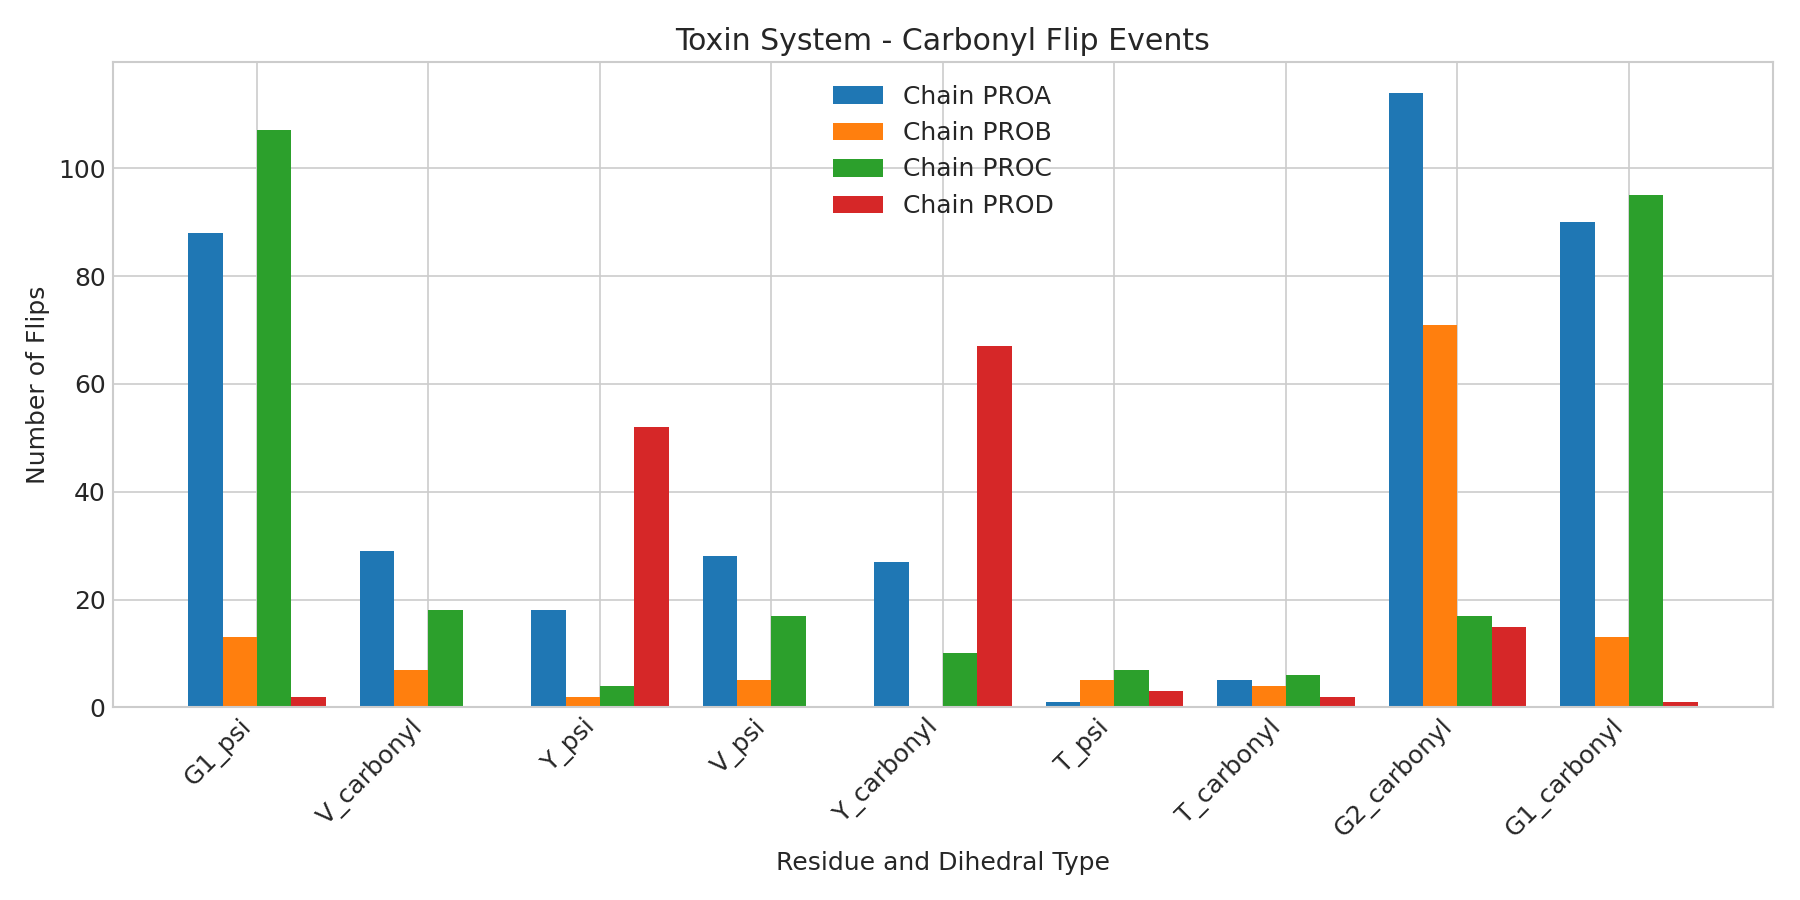 Toxin System - Carbonyl Flip Events
Chain PROA
Chain PROB
Chain PROC
Chain PROD
Number of Flips
100
80
60
40
20
0
G1_psi
V_carbonyl
Y_psi
V_psi
Y_carbonyl
T_psi
T_carbonyl
G2_carbonyl
G1_carbonyl
Residue and Dihedral Type